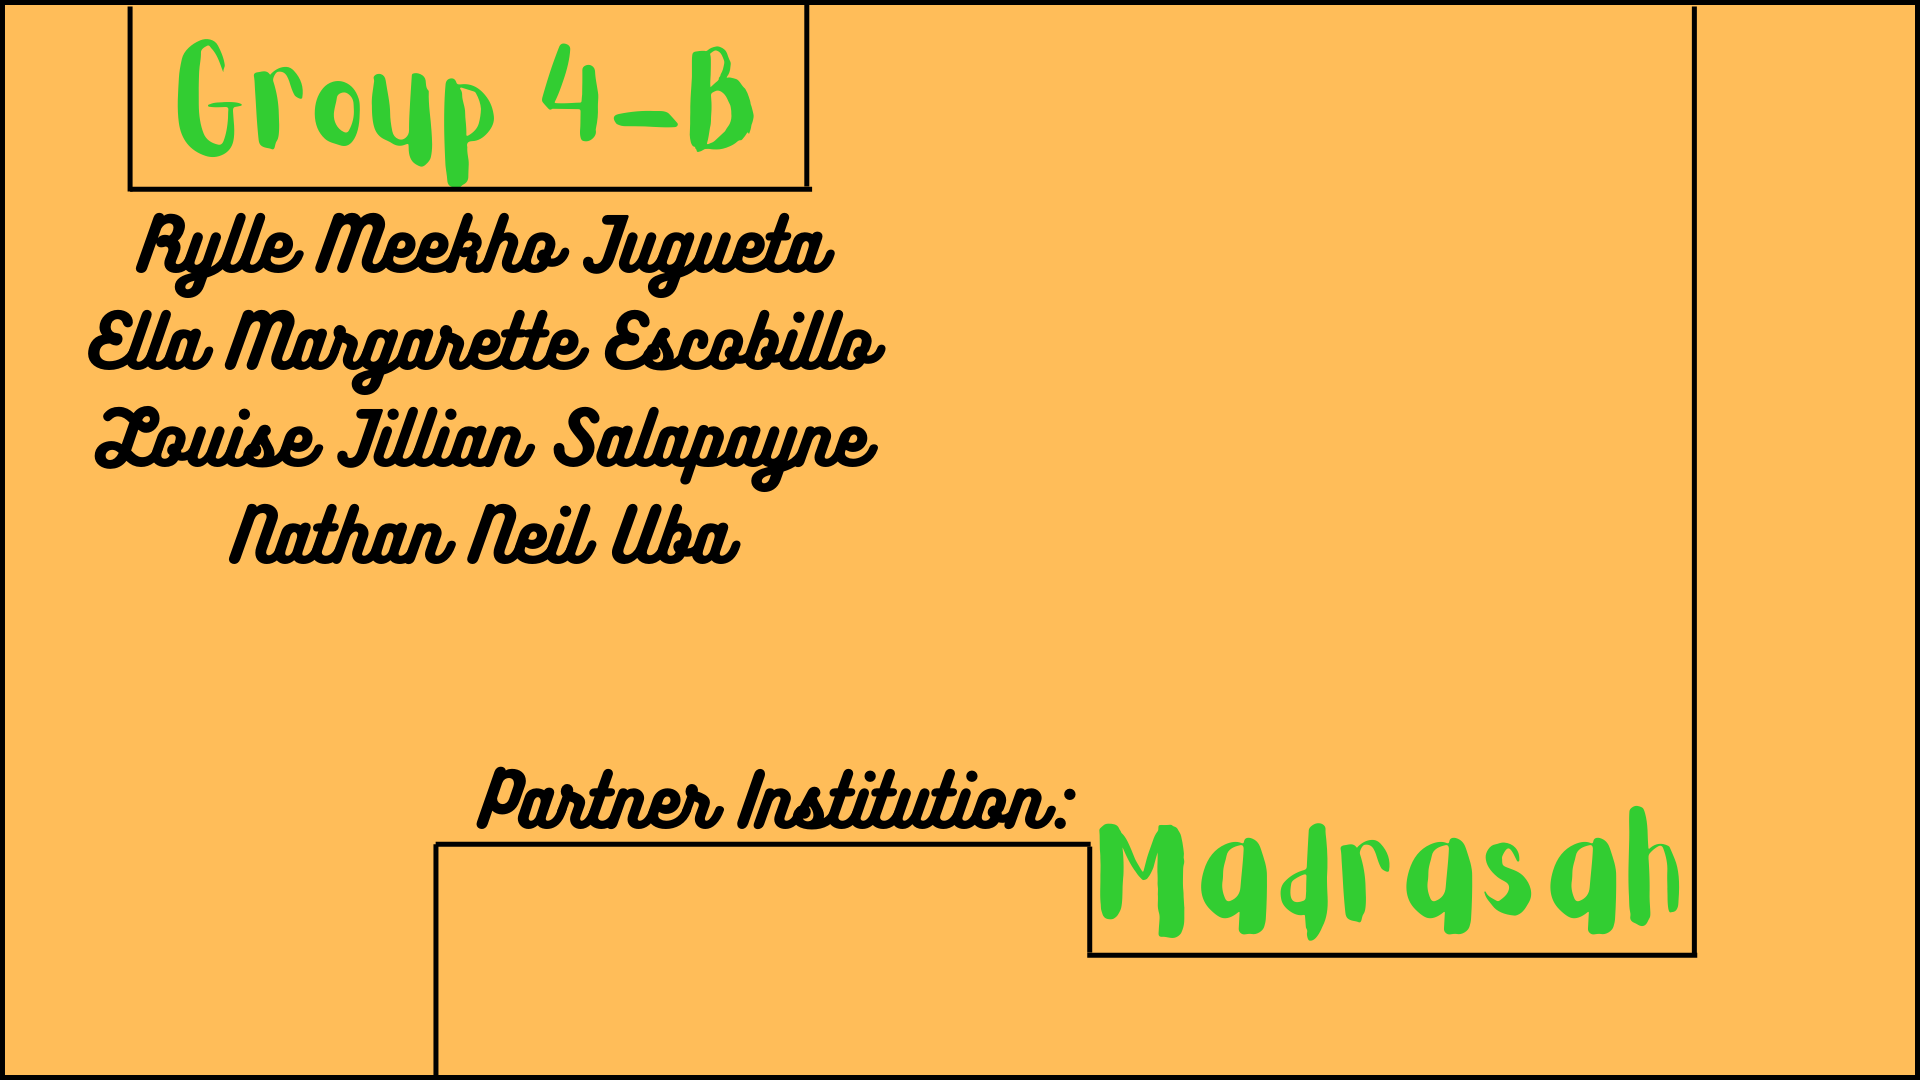 Group 4-B
Rylle Meekho Jugueta
Ella Margarette Escobillo
Louise Jillian Salapayne
Nathan Neil Uba
Partner Institution:
Madrasah